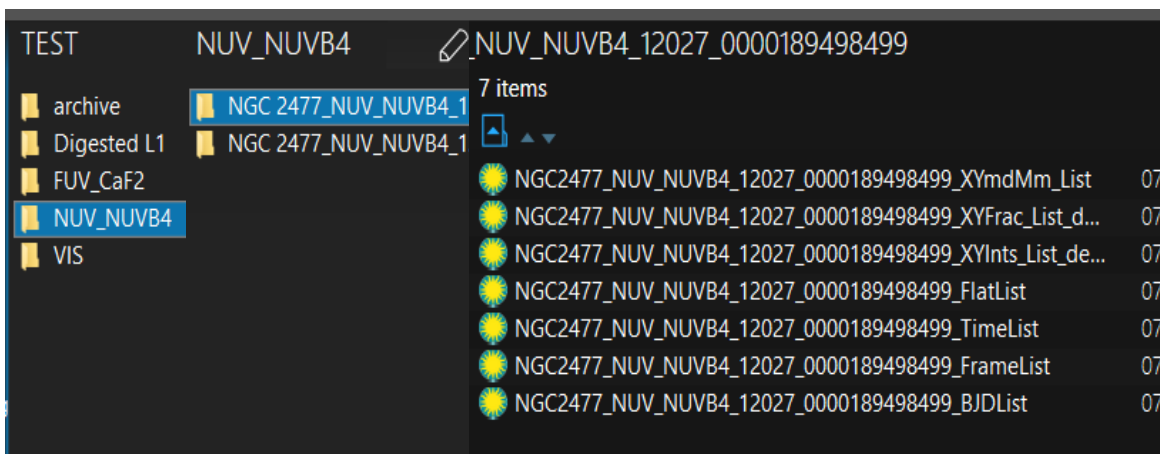 TEST
archive
Digested L1
FUV_CaF2
NUV_NUVB4
VIS
NUV_NUVB4
NGC 2477_NUV_NUVB4_1
NGC 2477_NUV_NUVB4_1
_NUV_NUVB4_12027_0000189498499
7 items
NGC2477_NUV_NUVB4_12027_0000189498499_XYmdMm_List 07
NGC2477_NUV_NUVB4_12027_0000189498499_XYFrac_List_d... 07
NGC2477_NUV_NUVB4_12027_0000189498499_XYInts_List_de... 07
NGC2477_NUV_NUVB4_12027_0000189498499_FlatList 07
NGC2477_NUV_NUVB4_12027_0000189498499_TimeList 07
NGC2477_NUV_NUVB4_12027_0000189498499_FrameList 07
NGC2477_NUV_NUVB4_12027_0000189498499_BJDList 07